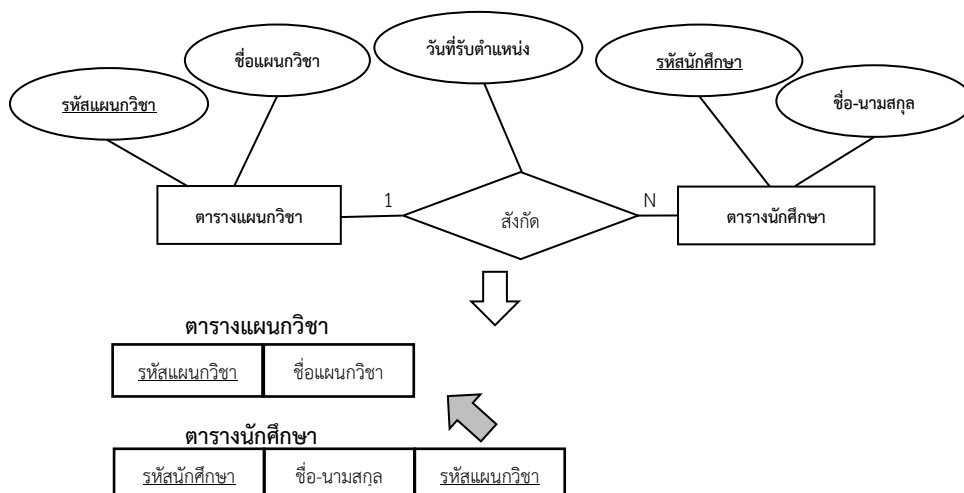 ชื่อแผนกวิชา
วันที่รับตำแหน่ง
รหัสนักศึกษา
รหัสแผนกวิชา
ชื่อ-นามสกุล
ตารางแผนกวิชา
1
สังกัด
N
ตารางนักศึกษา
ตารางแผนกวิชา
รหัสแผนกวิชา ชื่อแผนกวิชา
ตารางนักศึกษา
รหัสนักศึกษา ชื่อ-นามสกุล รหัสแผนกวิชา